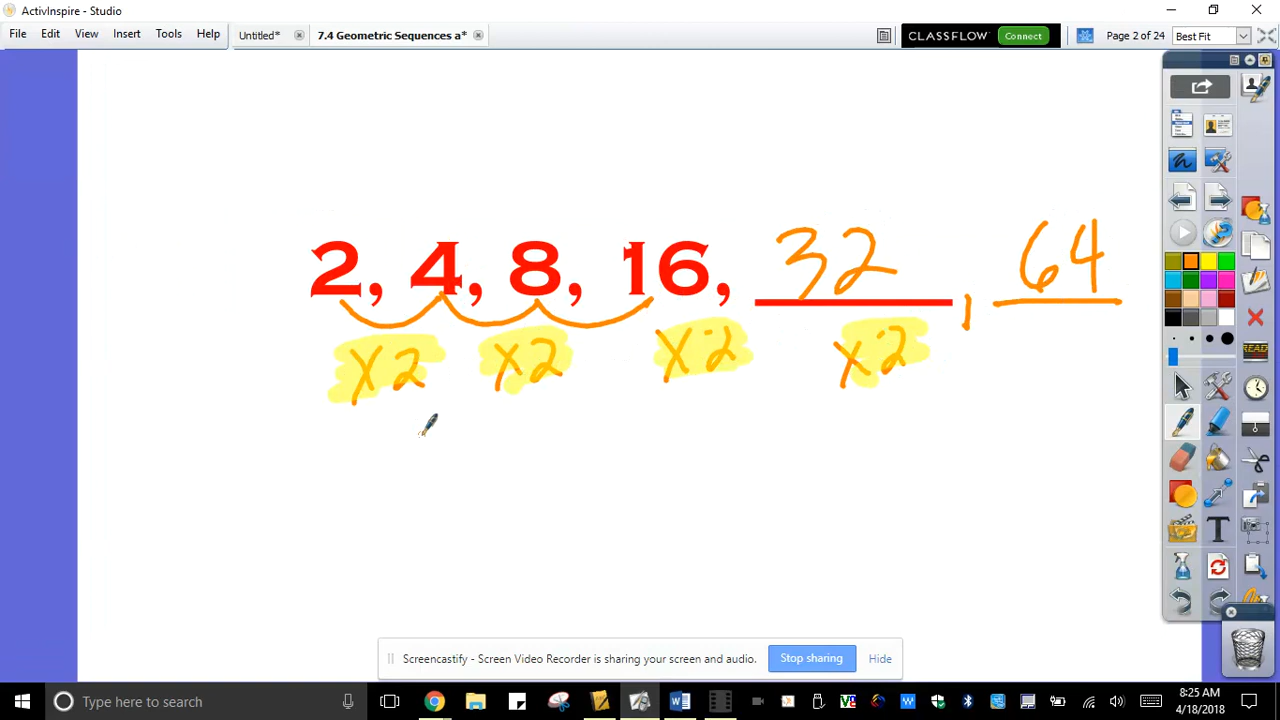 ActivInspire - Studio
File Edit View Insert Tools Help Untitled* 7.4 Geometric Sequences a* CLASSFLOW Connect Page 2 of 24 Best Fit
2, 4, 8, 16, 32, 64
x2 x2 x2 x2
READY
T
Screencastify - Screen Video Recorder is sharing your screen and audio. Stop sharing Hide
Type here to search
8:25 AM
4/18/2018